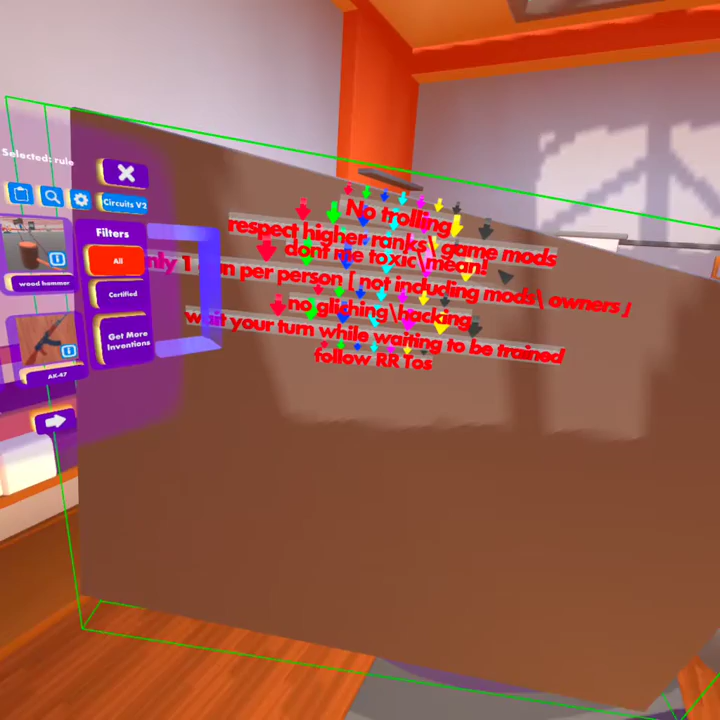 Selected: rule
Circuits V2
Filters
All
Certified
Get More
Inventions
wood hammer
AK-47
No trolling
respect higher ranks\ game mods
dont me toxic\mean!
1
per person [ not including mods\ owners ]
no gliching\hacking
wait your turn while waiting to be trained
follow RR Tos